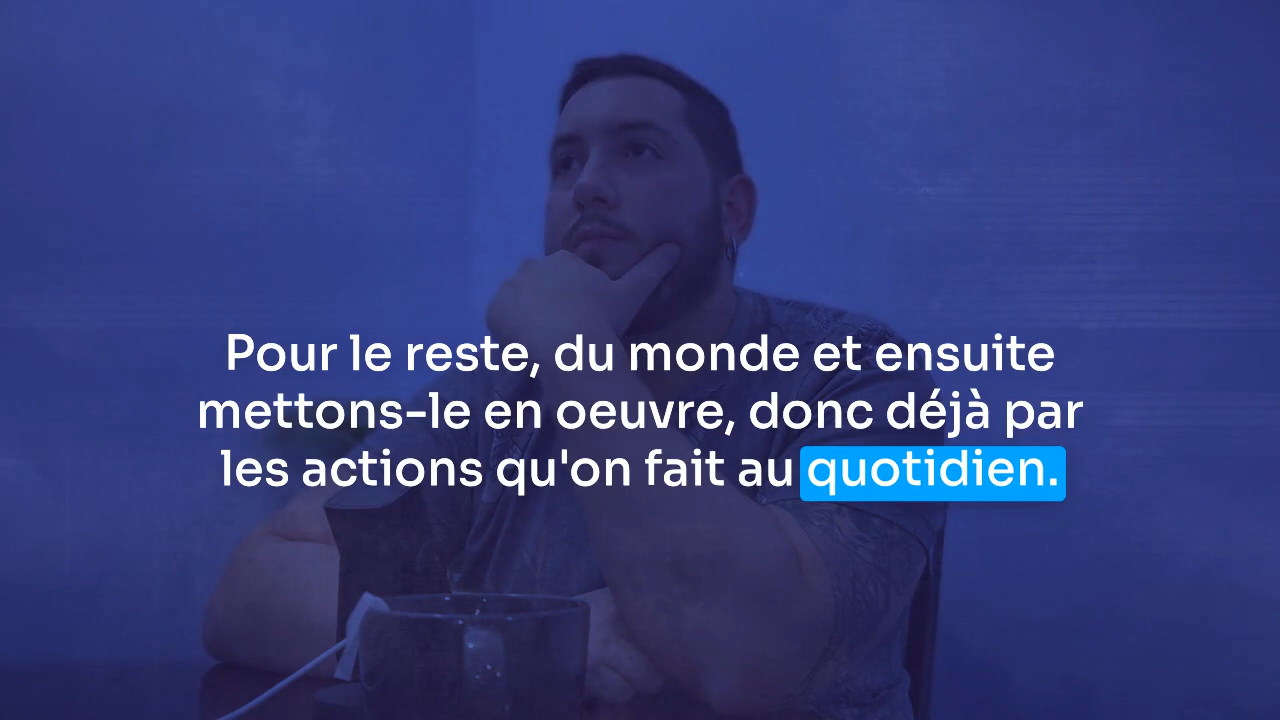 Pour le reste, du monde et ensuite
mettons-le en oeuvre, donc déjà par
les actions qu'on fait au quotidien.